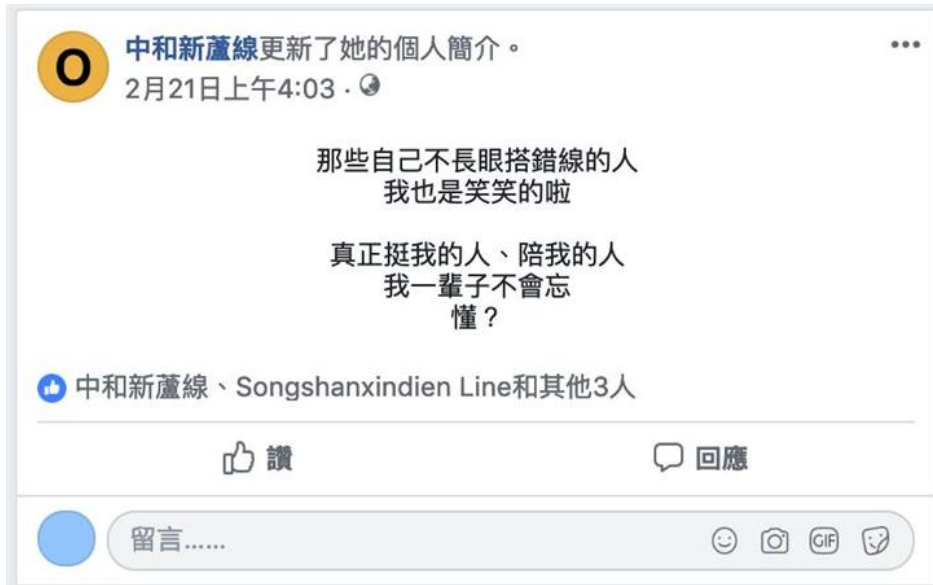 O
中和新蘆線更新了她的個人簡介。
•••
2月21日上午4:03 ·
那些自己不長眼搭錯線的人
我也是笑笑的啦
真正挺我的人、陪我的人
我一輩子不會忘
懂？
中和新蘆線、Songshanxindien Line和其他3人
讚
回應
留言......
GIF